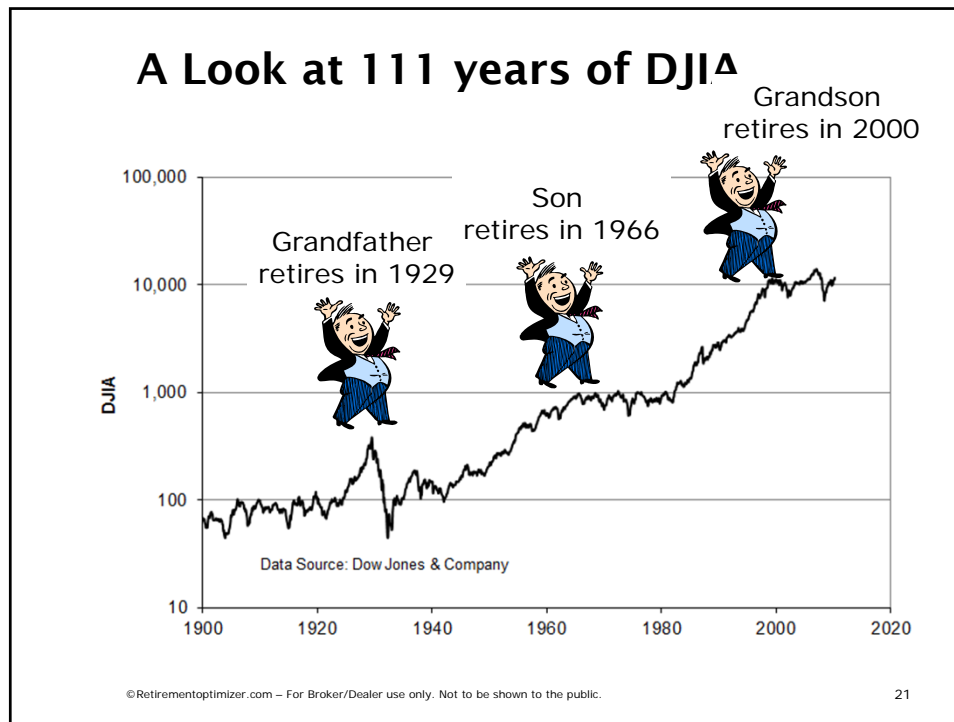 A Look at 111 years of DJIA
Grandson
retires in 2000
Son
retires in 1966
Grandfather
retires in 1929
100,000
10,000
1,000
100
10
DJIA
Data Source: Dow Jones & Company
1900 1920 1940 1960 1980 2000 2020
©Retirementoptimizer.com – For Broker/Dealer use only. Not to be shown to the public.
21